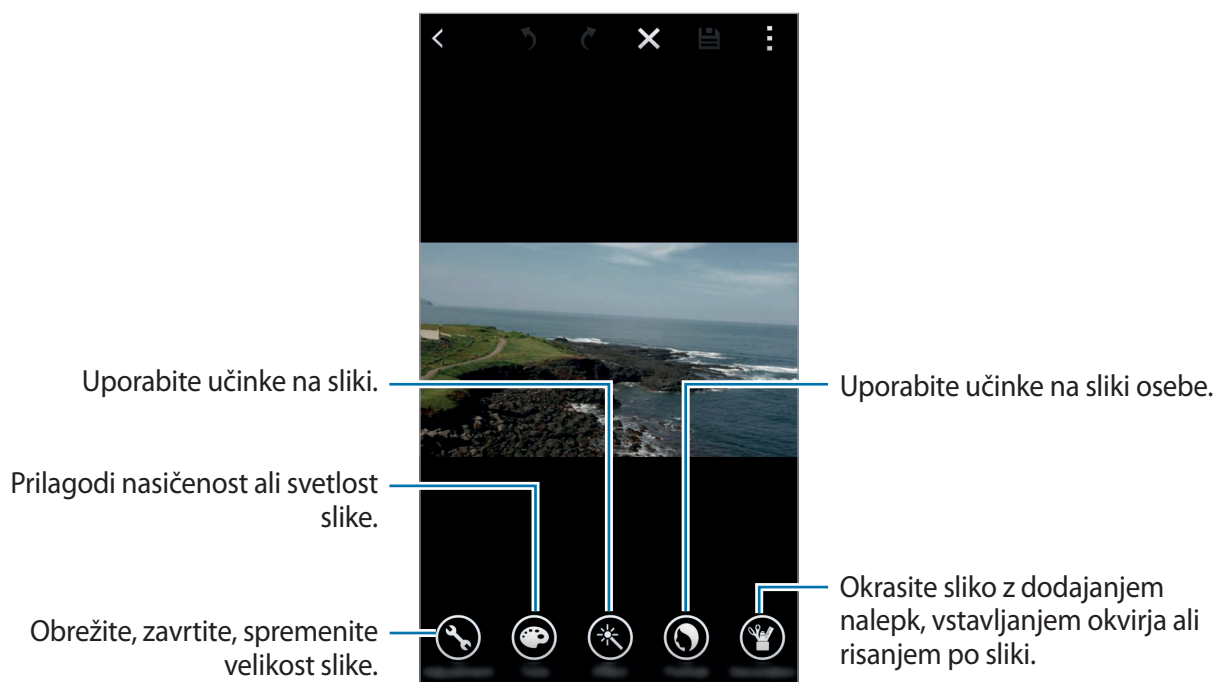 Uporabite učinke na sliki.
Prilagodi nasičenost ali svetlost
slike.
Obrežite, zavrtite, spremenite
velikost slike.
Uporabite učinke na sliki osebe.
Okrasite sliko z dodajanjem
nalepk, vstavljanjem okvirja ali
risanjem po sliki.